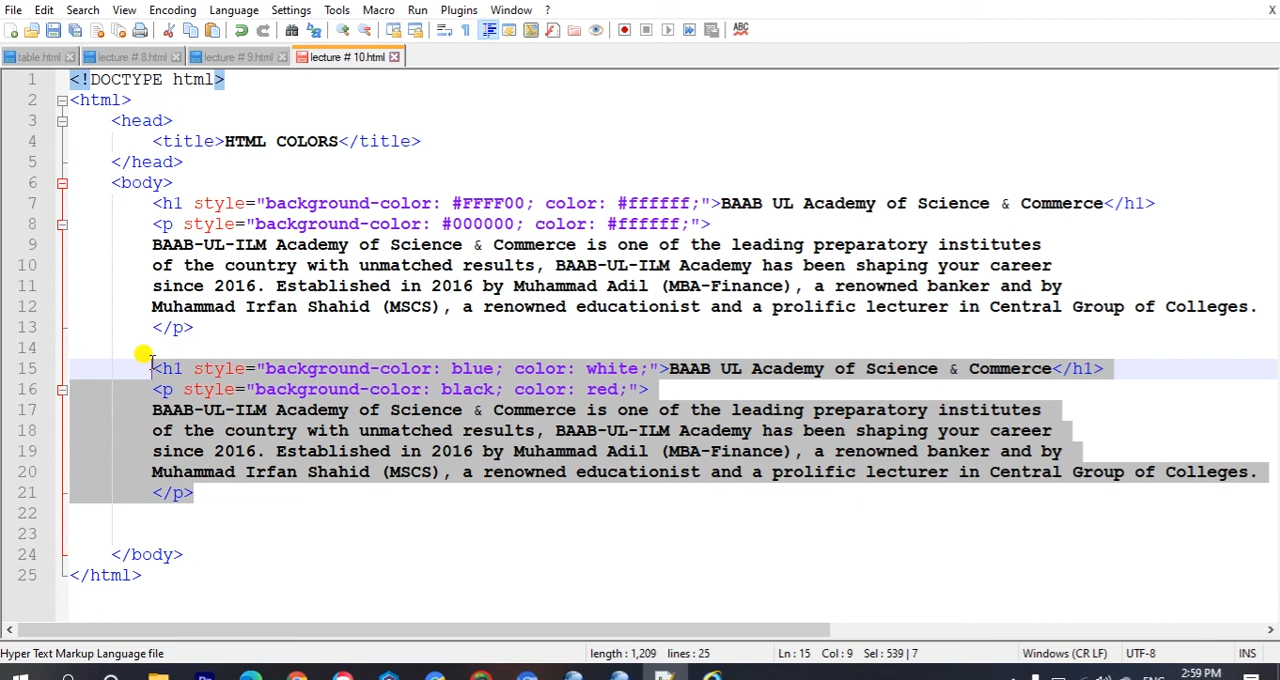 File Edit Search View Encoding Language Settings Tools Macro Run Plugins Window ? X
ABC
table.html lecture # 8.html lecture # 9.html lecture # 10.html
1 <!DOCTYPE html>
2 <html>
3 <head>
4 <title>HTML COLORS</title>
5 </head>
6 <body>
7 <h1 style="background-color: #FFFF00; color: #ffffff;">BAAB UL Academy of Science & Commerce</h1>
8 <p style="background-color: #000000; color: #ffffff;">
9 BAAB-UL-ILM Academy of Science & Commerce is one of the leading preparatory institutes
10 of the country with unmatched results, BAAB-UL-ILM Academy has been shaping your career
11 since 2016. Established in 2016 by Muhammad Adil (MBA-Finance), a renowned banker and by
12 Muhammad Irfan Shahid (MSCS), a renowned educationist and a prolific lecturer in Central Group of Colleges.
13 </p>
14
15 <h1 style="background-color: blue; color: white;">BAAB UL Academy of Science & Commerce</h1>
16 <p style="background-color: black; color: red;">
17 BAAB-UL-ILM Academy of Science & Commerce is one of the leading preparatory institutes
18 of the country with unmatched results, BAAB-UL-ILM Academy has been shaping your career
19 since 2016. Established in 2016 by Muhammad Adil (MBA-Finance), a renowned banker and by
20 Muhammad Irfan Shahid (MSCS), a renowned educationist and a prolific lecturer in Central Group of Colleges.
21 </p>
22
23
24 </body>
25 </html>
Hyper Text Markup Language file length : 1,209 lines : 25 Ln : 15 Col : 9 Sel : 539 | 7 Windows (CR LF) UTF-8 INS
ENG 2:59 PM